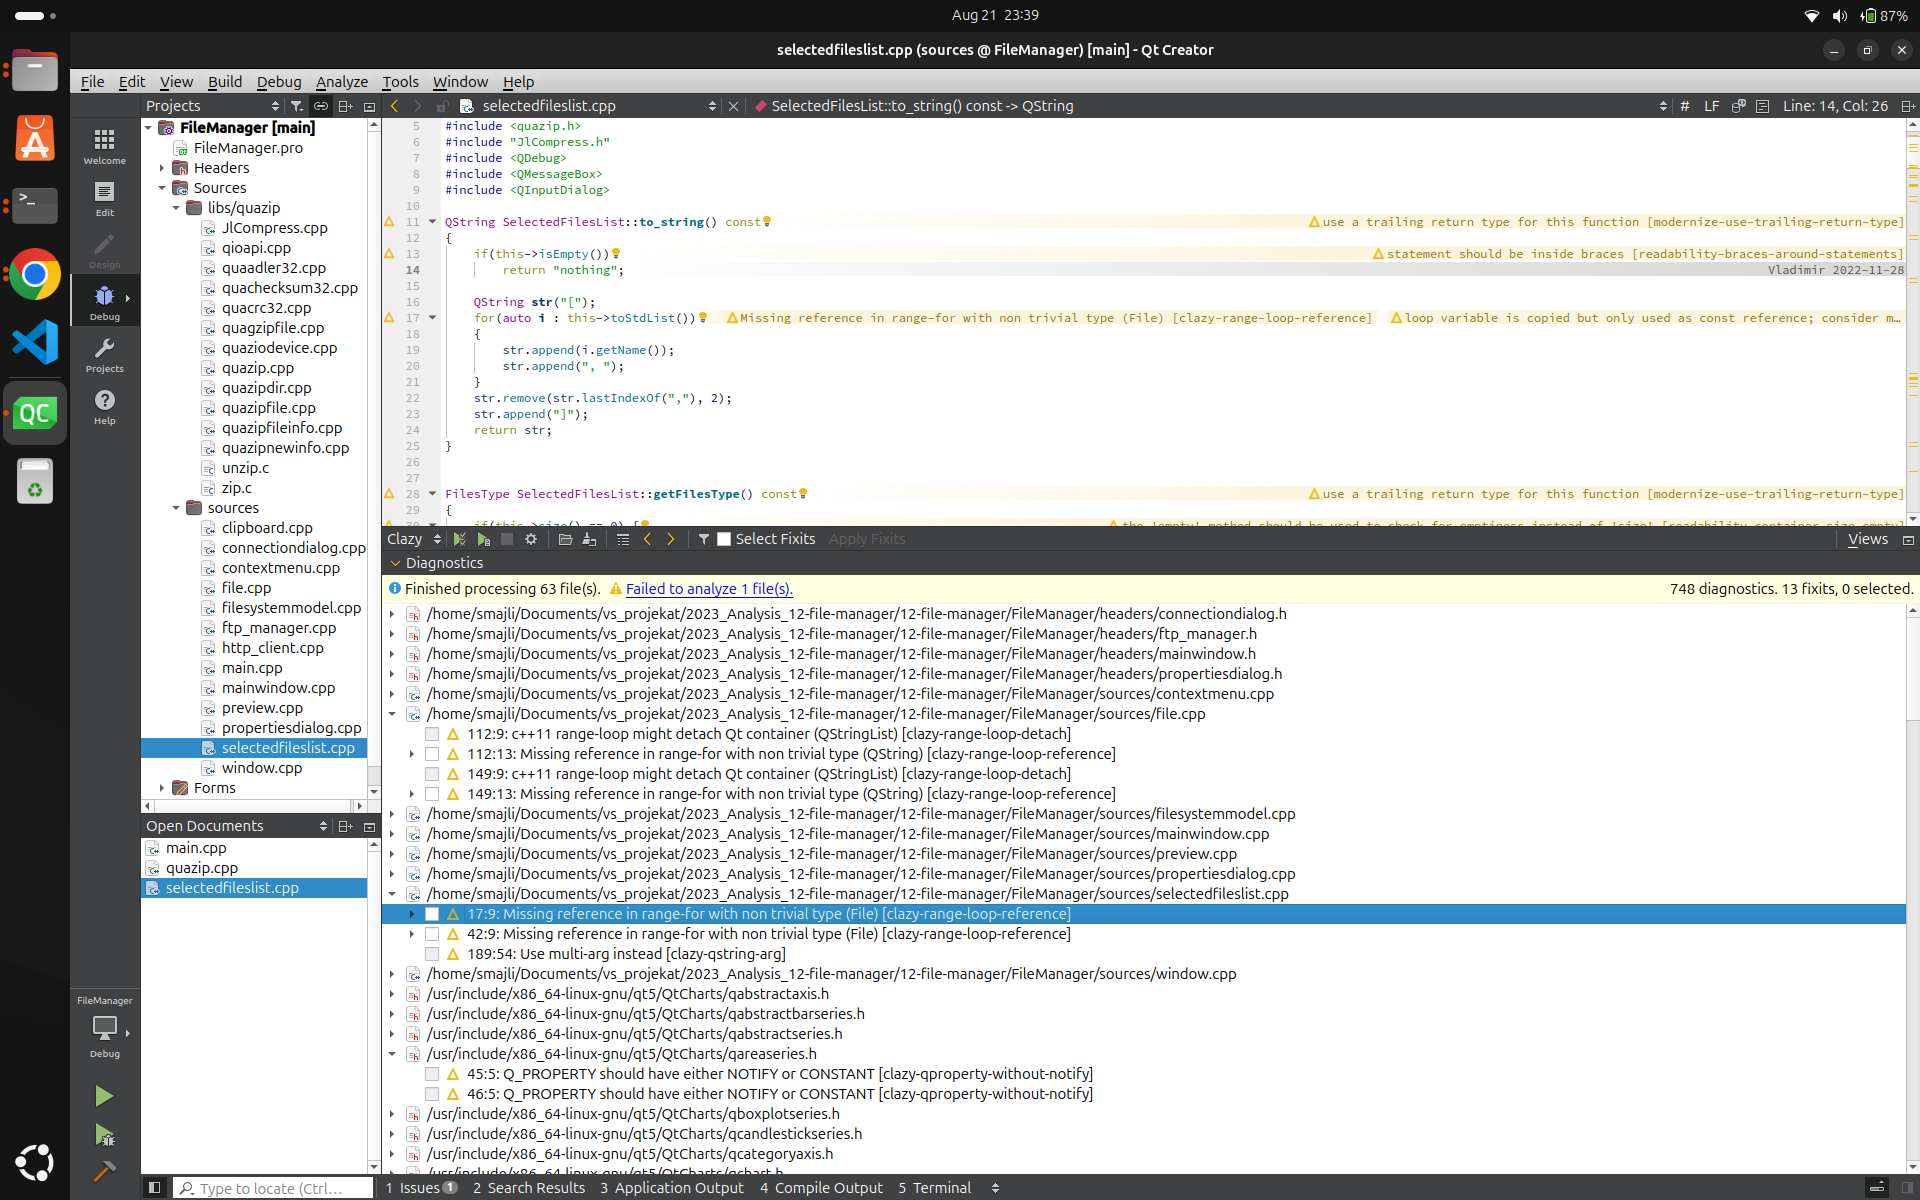 Aug 21 23:39
87%
selectedfileslist.cpp (sources @ FileManager) [main] - Qt Creator
File Edit View Build Debug Analyze Tools Window Help
Projects
selectedfileslist.cpp
SelectedFilesList::to_string() const -> QString
# LF Line: 14, Col: 26
Welcome
Edit
Design
Debug
Projects
Help
FileManager
Debug
FileManager [main]
FileManager.pro
Headers
Sources
libs/quazip
JlCompress.cpp
qioapi.cpp
quaadler32.cpp
quachecksum32.cpp
quacrc32.cpp
quagzipfile.cpp
quaziodevice.cpp
quazip.cpp
quazipdir.cpp
quazipfile.cpp
quazipfileinfo.cpp
quazipnewinfo.cpp
unzip.c
zip.c
sources
clipboard.cpp
connectiondialog.cpp
contextmenu.cpp
file.cpp
filesystemmodel.cpp
ftp_manager.cpp
http_client.cpp
main.cpp
mainwindow.cpp
preview.cpp
propertiesdialog.cpp
selectedfileslist.cpp
window.cpp
Forms
Open Documents
main.cpp
quazip.cpp
selectedfileslist.cpp
5 #include <quazip.h>
6 #include "JlCompress.h"
7 #include <QDebug>
8 #include <QMessageBox>
9 #include <QInputDialog>
10
11 QString SelectedFilesList::to_string() const use a trailing return type for this function [modernize-use-trailing-return-type]
12 {
13 if(this->isEmpty()) statement should be inside braces [readability-braces-around-statements]
14 return "nothing"; Vladimir 2022-11-28
15
16 QString str("[");
17 for(auto i : this->toStdList()) Missing reference in range-for with non trivial type (File) [clazy-range-loop-reference] loop variable is copied but only used as const reference; consider m...
18 {
19 str.append(i.getName());
20 str.append(", ");
21 }
22 str.remove(str.lastIndexOf(","), 2);
23 str.append("]");
24 return str;
25 }
26
27
28 FilesType SelectedFilesList::getFilesType() const use a trailing return type for this function [modernize-use-trailing-return-type]
29 {
30 if(this->size() == 0) { the 'empty' method should be used to check for emptiness instead of 'size' [readability-container-size-empty]
Clazy Select Fixits Apply Fixits Views
Diagnostics
Finished processing 63 file(s). Failed to analyze 1 file(s). 748 diagnostics. 13 fixits, 0 selected.
/home/smajli/Documents/vs_projekat/2023_Analysis_12-file-manager/12-file-manager/FileManager/headers/connectiondialog.h
/home/smajli/Documents/vs_projekat/2023_Analysis_12-file-manager/12-file-manager/FileManager/headers/ftp_manager.h
/home/smajli/Documents/vs_projekat/2023_Analysis_12-file-manager/12-file-manager/FileManager/headers/mainwindow.h
/home/smajli/Documents/vs_projekat/2023_Analysis_12-file-manager/12-file-manager/FileManager/headers/propertiesdialog.h
/home/smajli/Documents/vs_projekat/2023_Analysis_12-file-manager/12-file-manager/FileManager/sources/contextmenu.cpp
/home/smajli/Documents/vs_projekat/2023_Analysis_12-file-manager/12-file-manager/FileManager/sources/file.cpp
112:9: c++11 range-loop might detach Qt container (QStringList) [clazy-range-loop-detach]
112:13: Missing reference in range-for with non trivial type (QString) [clazy-range-loop-reference]
149:9: c++11 range-loop might detach Qt container (QStringList) [clazy-range-loop-detach]
149:13: Missing reference in range-for with non trivial type (QString) [clazy-range-loop-reference]
/home/smajli/Documents/vs_projekat/2023_Analysis_12-file-manager/12-file-manager/FileManager/sources/filesystemmodel.cpp
/home/smajli/Documents/vs_projekat/2023_Analysis_12-file-manager/12-file-manager/FileManager/sources/mainwindow.cpp
/home/smajli/Documents/vs_projekat/2023_Analysis_12-file-manager/12-file-manager/FileManager/sources/preview.cpp
/home/smajli/Documents/vs_projekat/2023_Analysis_12-file-manager/12-file-manager/FileManager/sources/propertiesdialog.cpp
/home/smajli/Documents/vs_projekat/2023_Analysis_12-file-manager/12-file-manager/FileManager/sources/selectedfileslist.cpp
17:9: Missing reference in range-for with non trivial type (File) [clazy-range-loop-reference]
42:9: Missing reference in range-for with non trivial type (File) [clazy-range-loop-reference]
189:54: Use multi-arg instead [clazy-qstring-arg]
/home/smajli/Documents/vs_projekat/2023_Analysis_12-file-manager/12-file-manager/FileManager/sources/window.cpp
/usr/include/x86_64-linux-gnu/qt5/QtCharts/qabstractaxis.h
/usr/include/x86_64-linux-gnu/qt5/QtCharts/qabstractbarseries.h
/usr/include/x86_64-linux-gnu/qt5/QtCharts/qabstractseries.h
/usr/include/x86_64-linux-gnu/qt5/QtCharts/qareaseries.h
45:5: Q_PROPERTY should have either NOTIFY or CONSTANT [clazy-qproperty-without-notify]
46:5: Q_PROPERTY should have either NOTIFY or CONSTANT [clazy-qproperty-without-notify]
/usr/include/x86_64-linux-gnu/qt5/QtCharts/qboxplotseries.h
/usr/include/x86_64-linux-gnu/qt5/QtCharts/qcandlestickseries.h
/usr/include/x86_64-linux-gnu/qt5/QtCharts/qcategoryaxis.h
/usr/include/x86_64-linux-gnu/qt5/QtCharts/qchart.h
Type to locate (Ctrl... 1 Issues 1 2 Search Results 3 Application Output 4 Compile Output 5 Terminal
QC